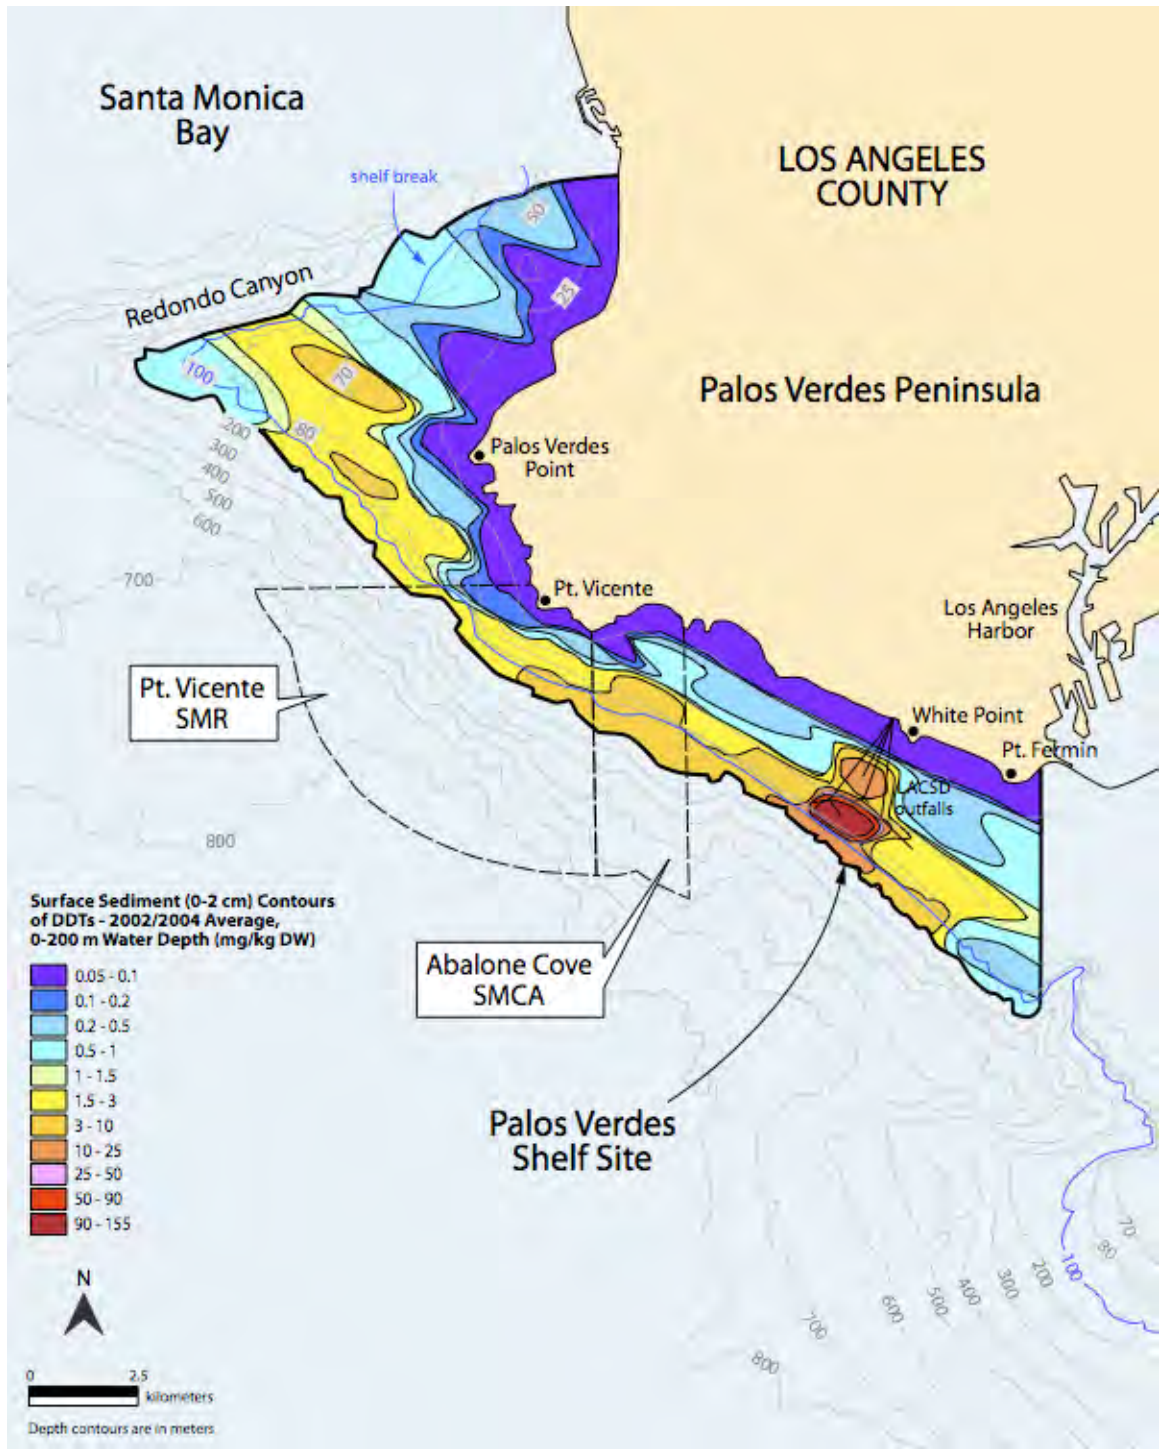 Santa Monica
Bay
LOS ANGELES
COUNTY
shelf break
50
25
Redondo Canyon
70
100
Palos Verdes Peninsula
80
200
300
400
500
600
Palos Verdes
Point
700
Pt. Vicente
Los Angeles
Harbor
Pt. Vicente
SMR
White Point
Pt. Fermin
LACSD
outfalls
800
Surface Sediment (0-2 cm) Contours
of DDTs - 2002/2004 Average,
0-200 m Water Depth (mg/kg DW)
0.05 - 0.1
0.1 - 0.2
0.2 - 0.5
0.5 - 1
1 - 1.5
1.5 - 3
3 - 10
10 - 25
25 - 50
50 - 90
90 - 155
Abalone Cove
SMCA
Palos Verdes
Shelf Site
N
0 2.5
kilometers
Depth contours are in meters
70
80
100
200
300
400
500
600
700
800